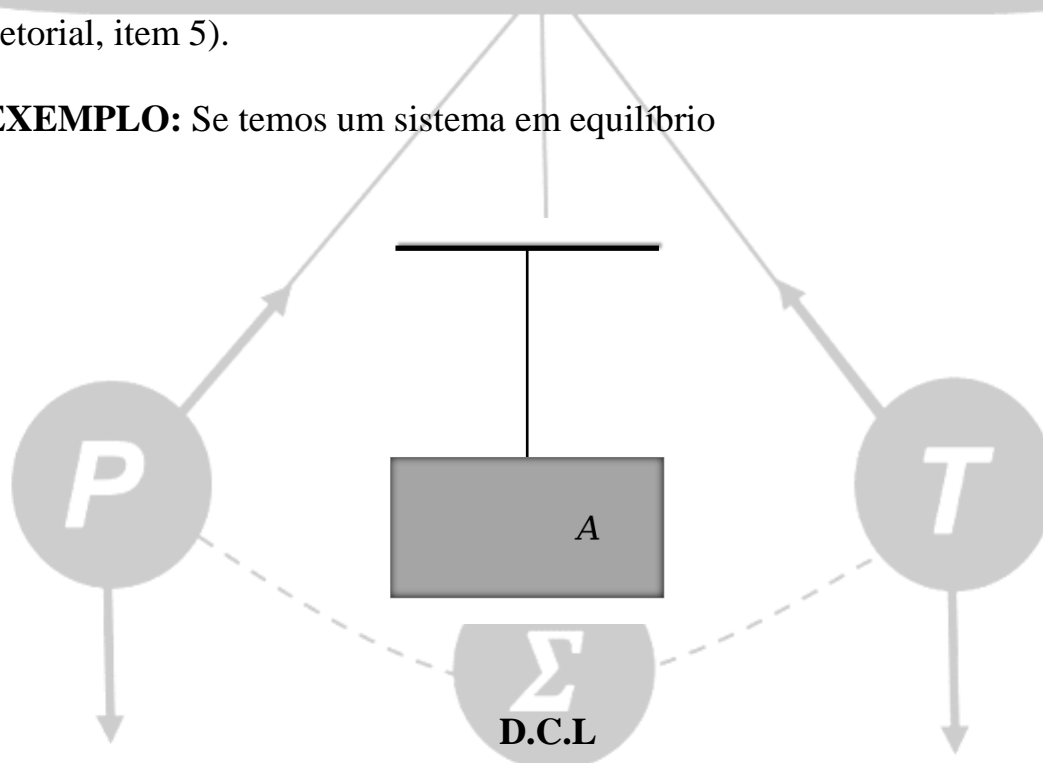 etorial, item 5).
EXEMPLO: Se temos um sistema em equilíbrio
P
T
A
Σ
D.C.L